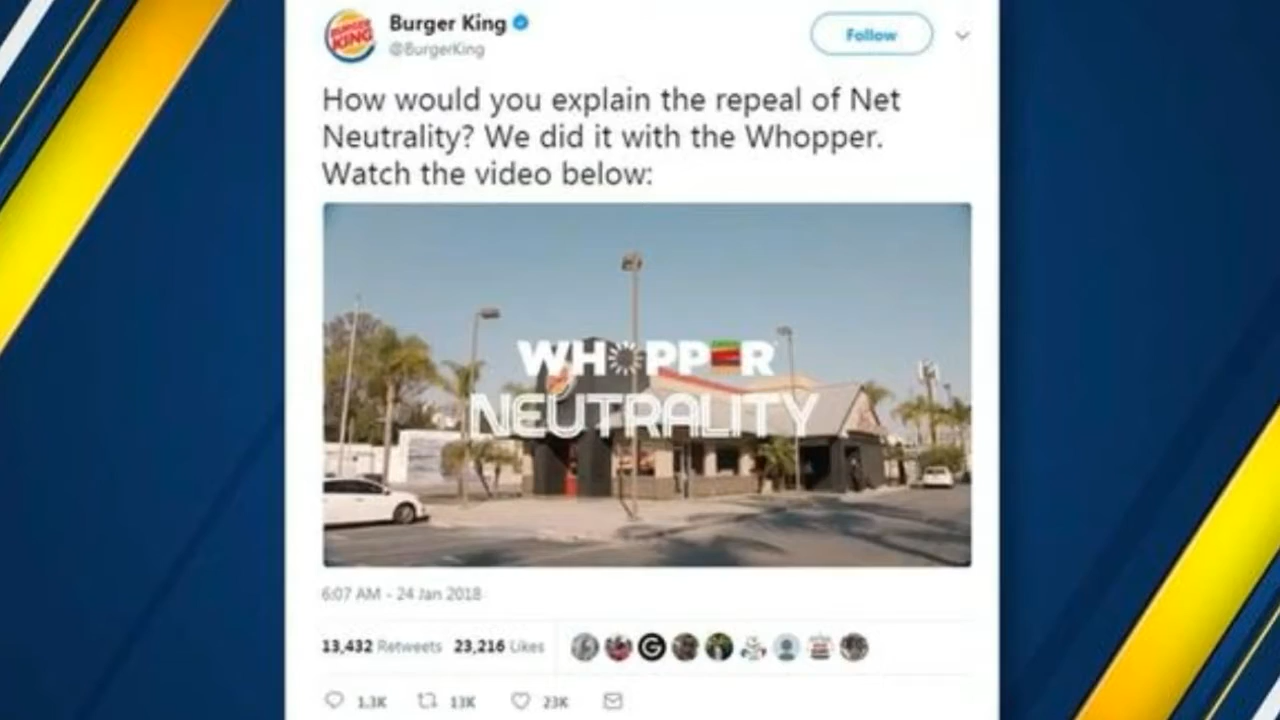 Burger King
@BurgerKing
Follow
How would you explain the repeal of Net
Neutrality? We did it with the Whopper.
Watch the video below:
WHOPPER
NEUTRALITY
6:07 AM - 24 Jan 2018
13,432 Retweets 23,216 Likes
1.3K 13K 23K